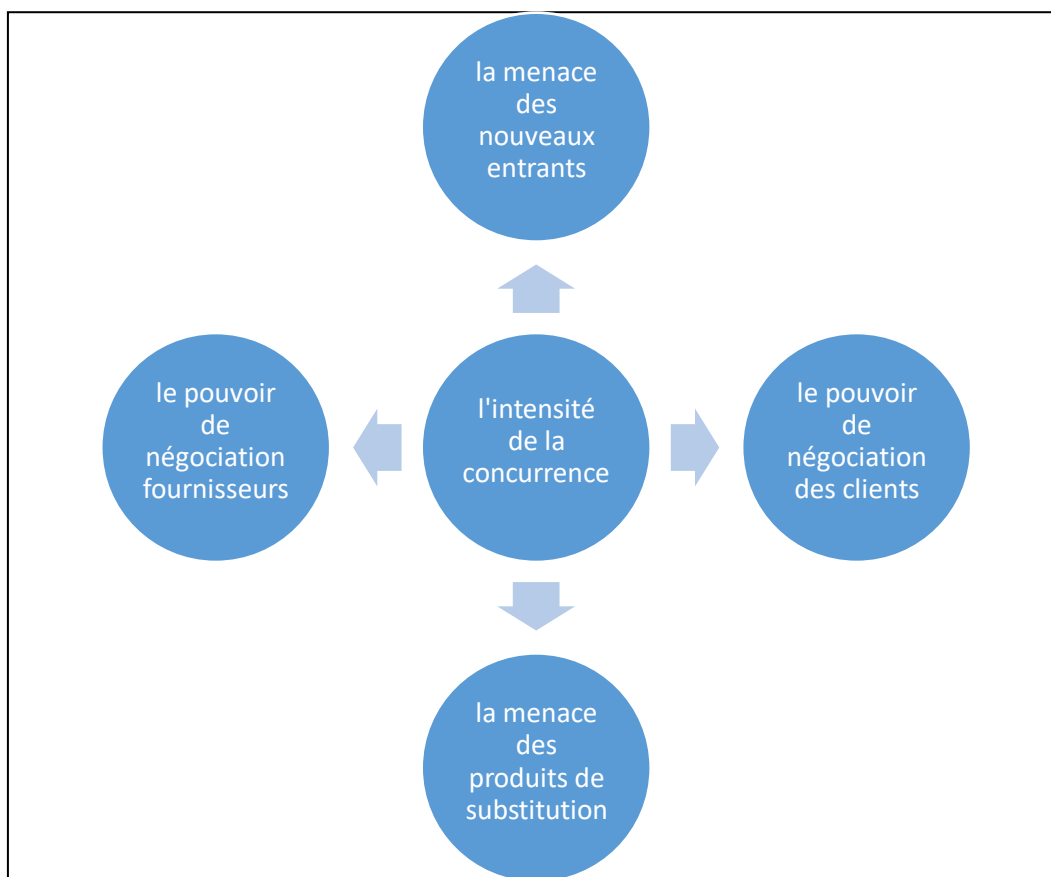 la menace
des
nouveaux
entrants
le pouvoir
de
négociation
fournisseurs
l'intensité
de la
concurrence
le pouvoir
de
négociation
des clients
la menace
des
produits de
substitution